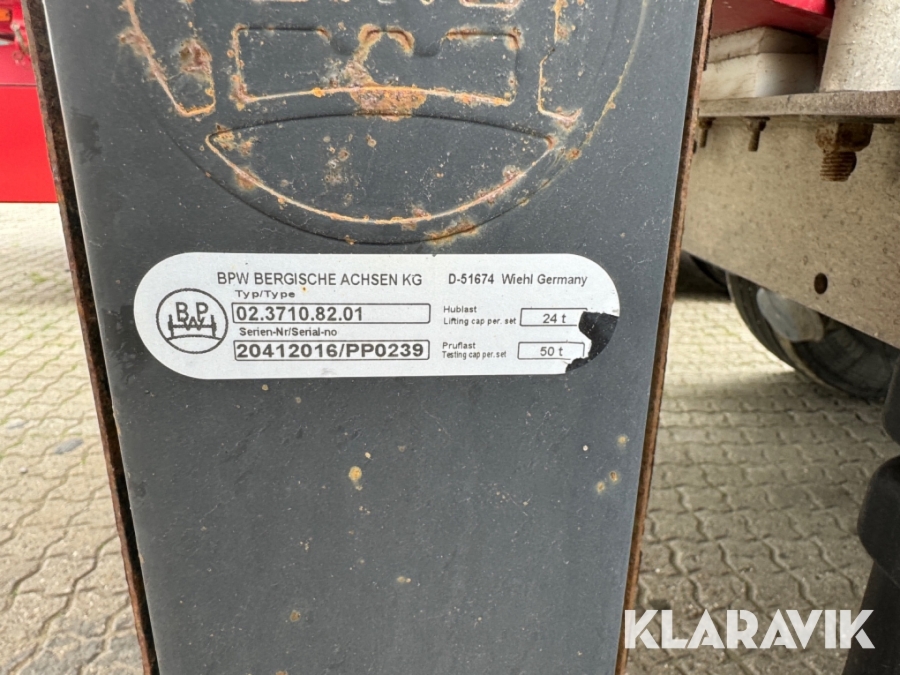 BPW BERGISCHE ACHSEN KG D-51674 Wiehl Germany
Typ/Type
02.3710.82.01
Hublast
Lifting cap per. set 24 t
Serien-Nr/Serial-no
20412016/PP0239
Pruflast
Testing cap per. set 50 t
BPW
KLARAVIK